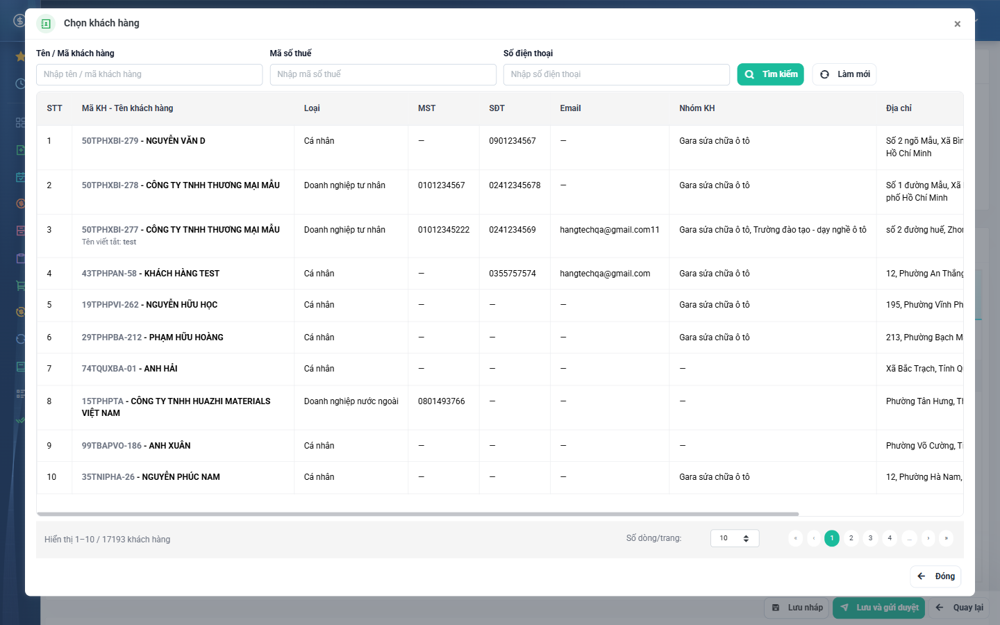 Chọn khách hàng
×
Tên / Mã khách hàng
Mã số thuế
Số điện thoại
Nhập tên / mã khách hàng
Nhập mã số thuế
Nhập số điện thoại
Tìm kiếm
Làm mới
STT Mã KH - Tên khách hàng Loại MST SĐT Email Nhóm KH Địa chỉ
1 50TPHXBI-279 - NGUYỄN VĂN D Cá nhân — 0901234567 — Gara sửa chữa ô tô Số 2 ngõ Mẫu, Xã Bìn
Hồ Chí Minh
2 50TPHXBI-278 - CÔNG TY TNHH THƯƠNG MẠI MẪU Doanh nghiệp tư nhân 0101234567 02412345678 — Gara sửa chữa ô tô Số 1 đường Mẫu, Xã
phố Hồ Chí Minh
3 50TPHXBI-277 - CÔNG TY TNHH THƯƠNG MẠI MẪU Doanh nghiệp tư nhân 01012345222 0241234569 hangtechqa@gmail.com11 Gara sửa chữa ô tô, Trường đào tạo - dạy nghề ô tô số 2 đường huế, Zhon
Tên viết tắt: test
4 43TPHPAN-58 - KHÁCH HÀNG TEST Cá nhân — 0355757574 hangtechqa@gmail.com Gara sửa chữa ô tô 12, Phường An Thắng
5 19TPHPVI-262 - NGUYỄN HỮU HỌC Cá nhân — — — Gara sửa chữa ô tô 195, Phường Vĩnh Ph
6 29TPHPBA-212 - PHẠM HỮU HOÀNG Cá nhân — — — Gara sửa chữa ô tô 213, Phường Bạch M
7 74TQUXBA-01 - ANH HẢI Cá nhân — — — — Xã Bắc Trạch, Tỉnh Q
8 15TPHPTA - CÔNG TY TNHH HUAZHI MATERIALS Doanh nghiệp nước ngoài 0801493766 — — — Phường Tân Hưng, Th
VIỆT NAM
9 99TBAPVO-186 - ANH XUÂN Cá nhân — — — — Phường Võ Cường, Tỉ
10 35TNIPHA-26 - NGUYỄN PHÚC NAM Cá nhân — — — Gara sửa chữa ô tô 12, Phường Hà Nam,
Hiển thị 1–10 / 17193 khách hàng
Số dòng/trang: 10
« ‹ 1 2 3 4 ... › »
Đóng
Lưu nháp
Lưu và gửi duyệt
Quay lại